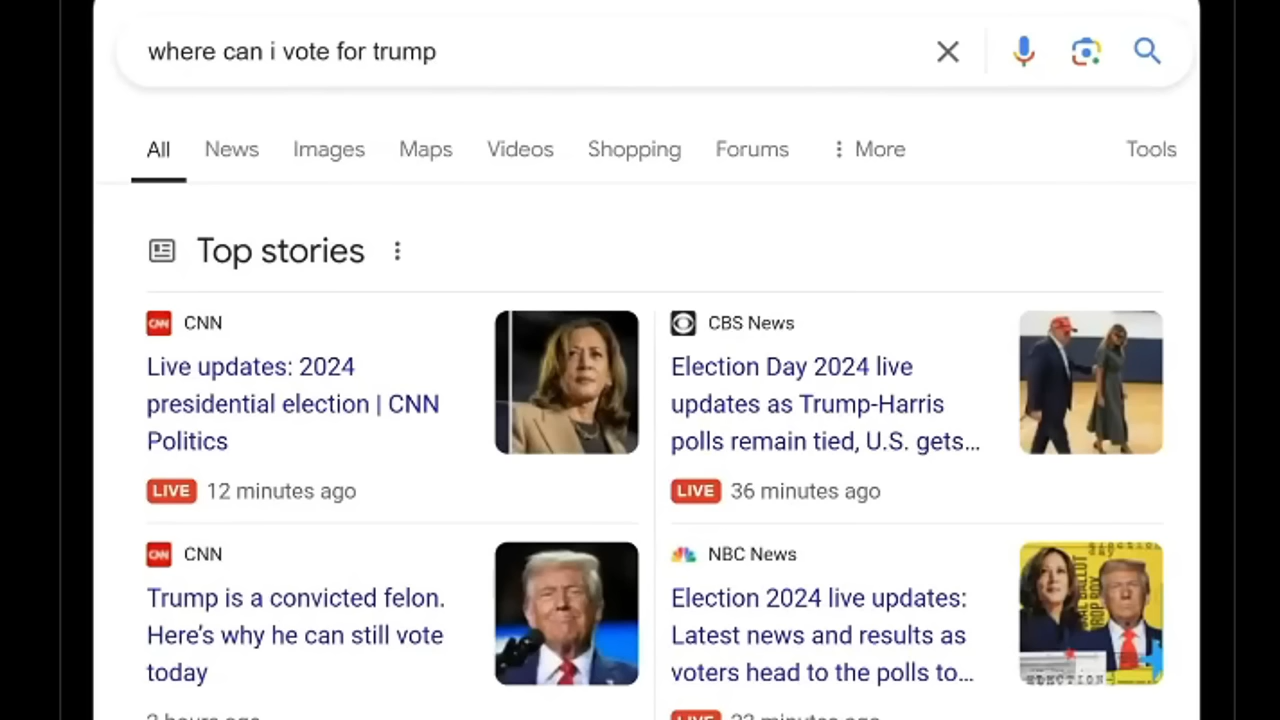 where can i vote for trump
All News Images Maps Videos Shopping Forums More Tools
Top stories
CNN
Live updates: 2024
presidential election | CNN
Politics
LIVE 12 minutes ago
CBS News
Election Day 2024 live
updates as Trump-Harris
polls remain tied, U.S. gets...
LIVE 36 minutes ago
CNN
Trump is a convicted felon.
Here's why he can still vote
today
NBC News
Election 2024 live updates:
Latest news and results as
voters head to the polls to...
LIVE